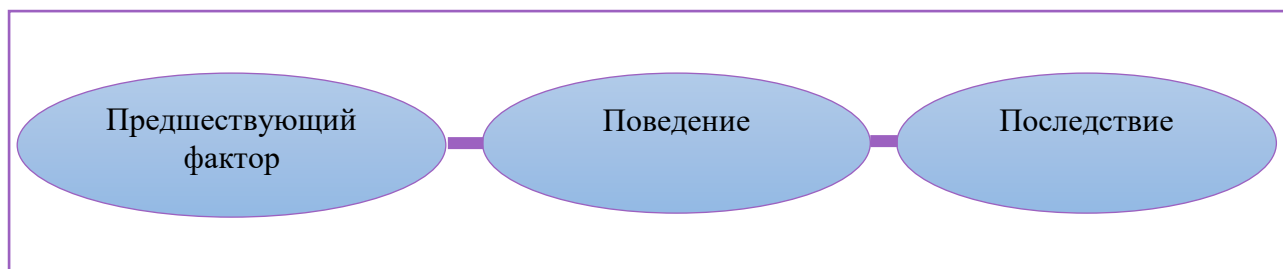 Предшествующий
фактор
Поведение
Последствие